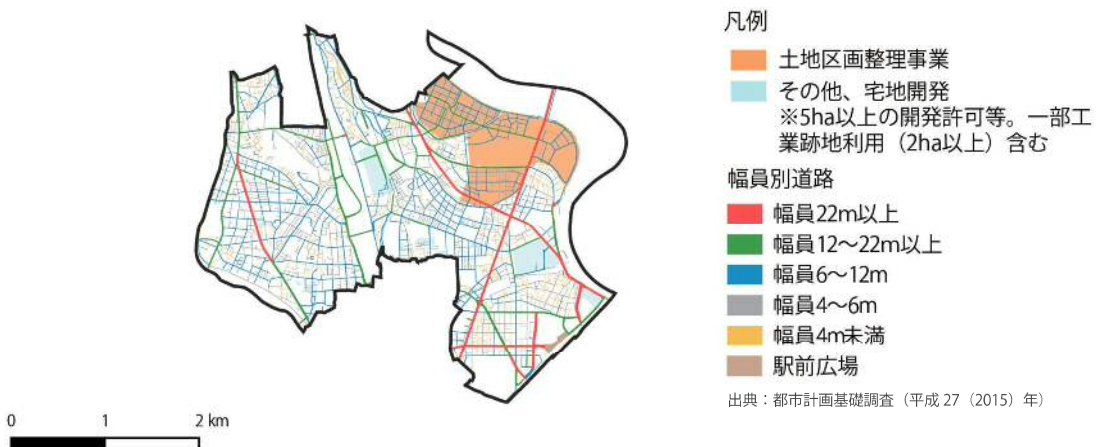 凡例
土地区画整理事業
その他、宅地開発
※5ha以上の開発許可等。一部工
業跡地利用（2ha以上）含む
幅員別道路
幅員22m以上
幅員12～22m以上
幅員6～12m
幅員4～6m
幅員4m未満
駅前広場
出典：都市計画基礎調査（平成 27（2015）年）
0 1 2 km